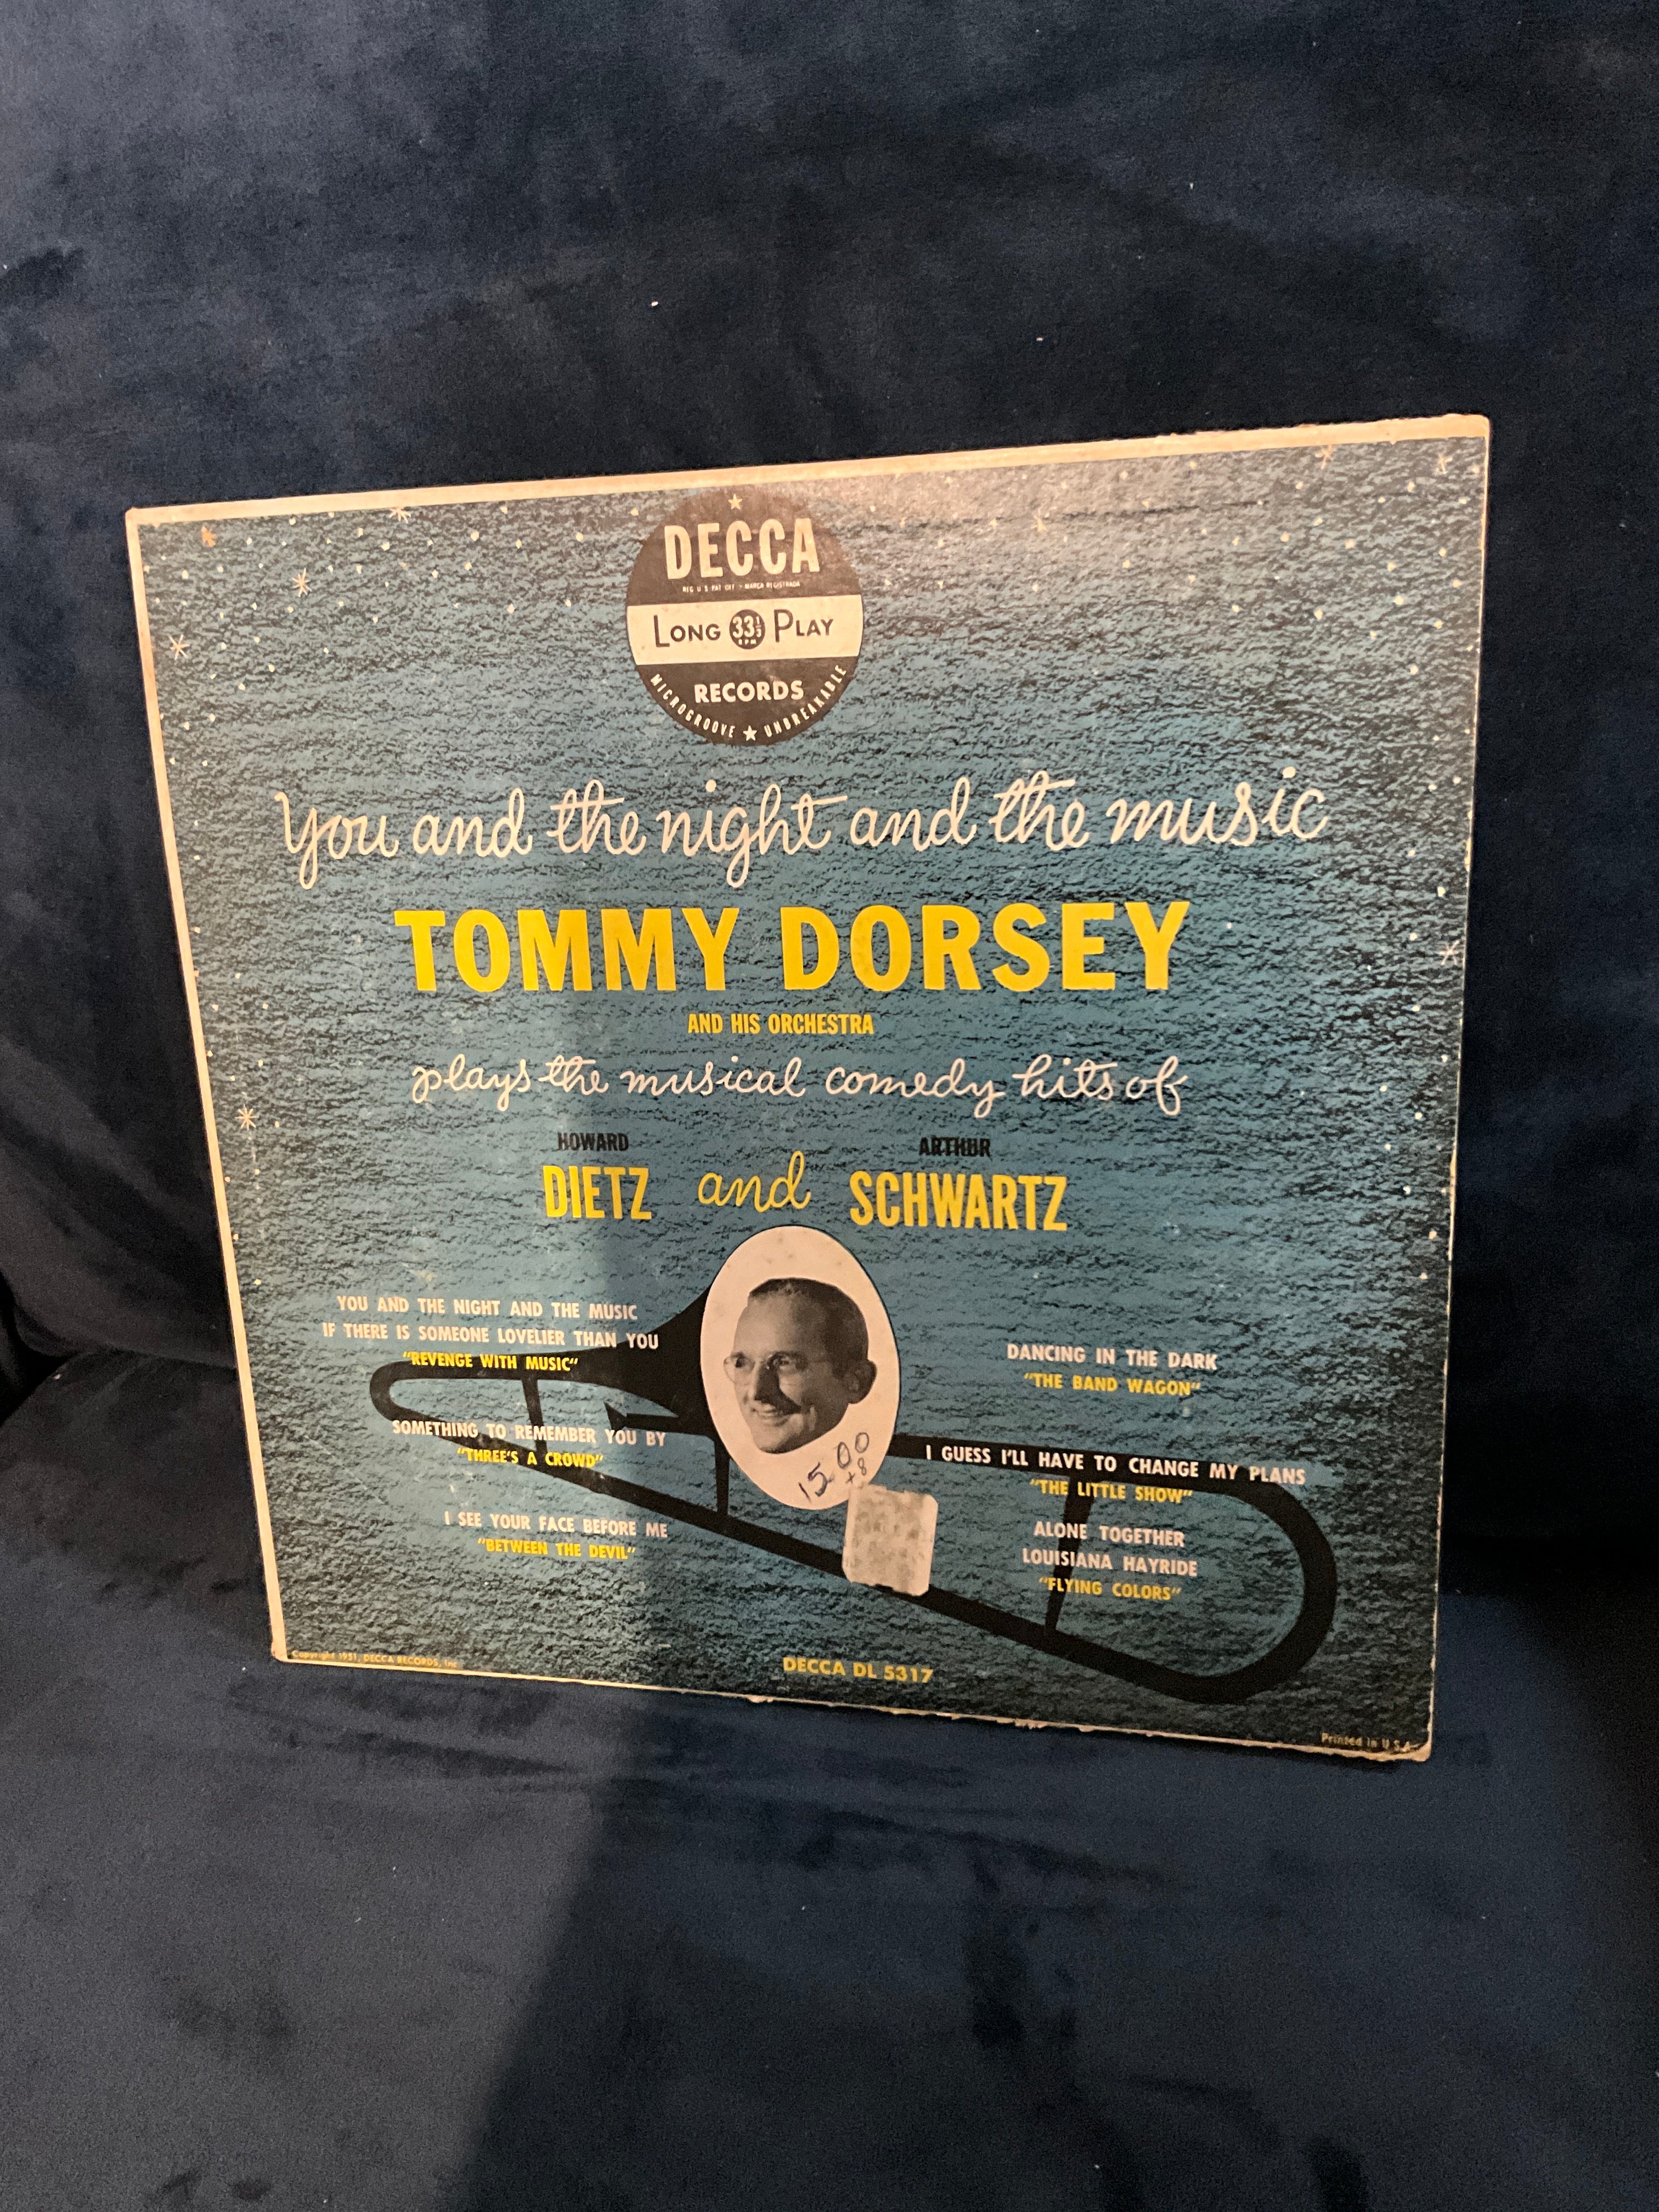 DECCA
REG U S PAT OFF - MARCA REGISTRADA
LONG 33⅓ PLAY
RPM
RECORDS
MICROGROOVE ★ UNBREAKABLE
You and the night and the music
TOMMY DORSEY
AND HIS ORCHESTRA
plays the musical comedy hits of
HOWARD
DIETZ and
ARTHUR
SCHWARTZ
YOU AND THE NIGHT AND THE MUSIC
IF THERE IS SOMEONE LOVELIER THAN YOU
"REVENGE WITH MUSIC"
SOMETHING TO REMEMBER YOU BY
"THREE'S A CROWD"
I SEE YOUR FACE BEFORE ME
"BETWEEN THE DEVIL"
15.00
+8
DANCING IN THE DARK
"THE BAND WAGON"
I GUESS I'LL HAVE TO CHANGE MY PLANS
"THE LITTLE SHOW"
ALONE TOGETHER
LOUISIANA HAYRIDE
"FLYING COLORS"
Copyright 1951, DECCA RECORDS, Inc
DECCA DL 5317
Printed in U S A